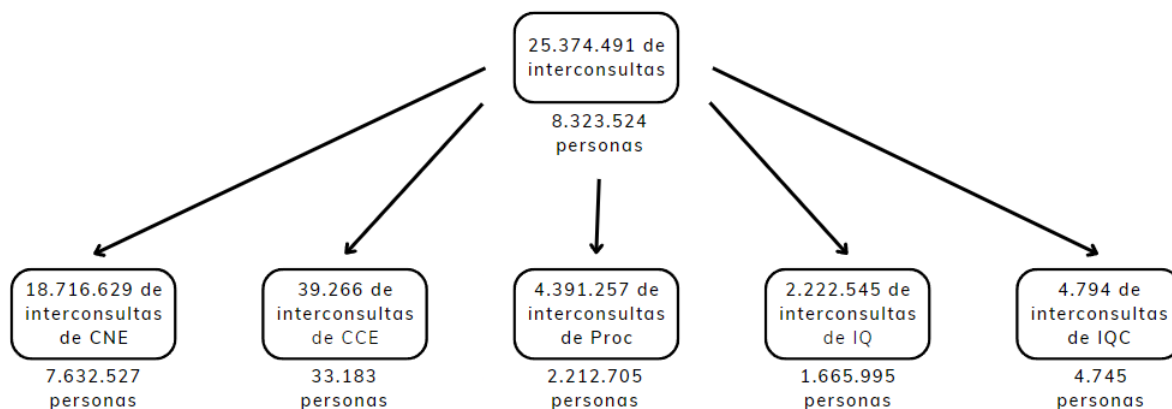 25.374.491 de
interconsultas
8.323.524
personas
18.716.629 de
interconsultas
de CNE
7.632.527
personas
39.266 de
interconsultas
de CCE
33.183
personas
4.391.257 de
interconsultas
de Proc
2.212.705
personas
2.222.545 de
interconsultas
de IQ
1.665.995
personas
4.794 de
interconsultas
de IQC
4.745
personas